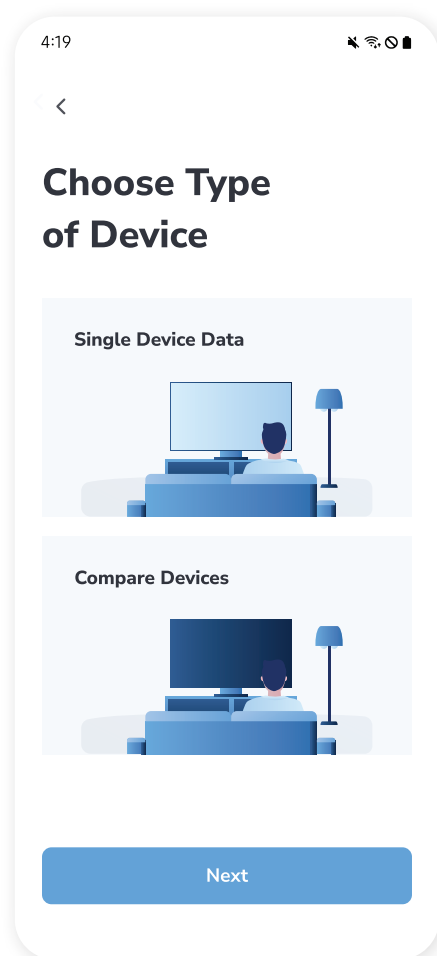 4:19
Choose Type
of Device
Single Device Data
Compare Devices
Next